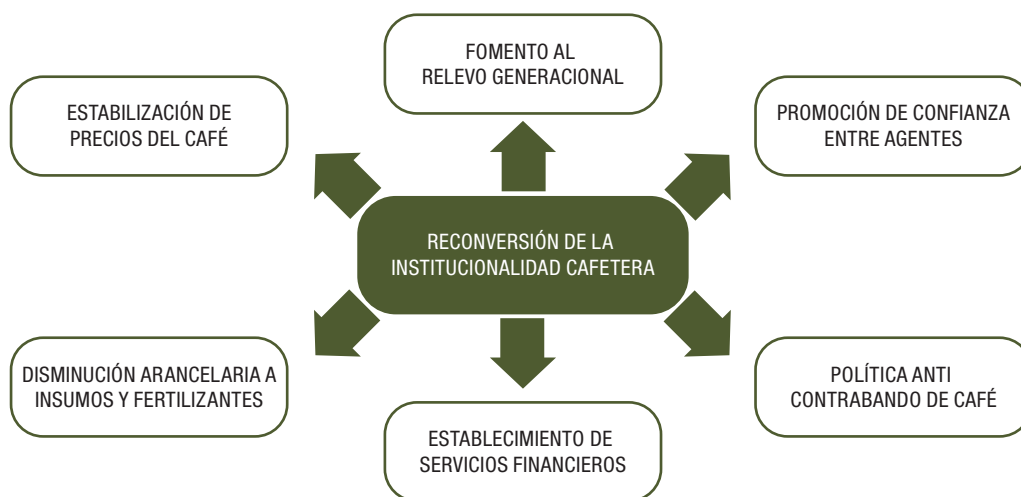 FOMENTO AL
RELEVO GENERACIONAL
ESTABILIZACIÓN DE
PRECIOS DEL CAFÉ
PROMOCIÓN DE CONFIANZA
ENTRE AGENTES
RECONVERSIÓN DE LA
INSTITUCIONALIDAD CAFETERA
DISMINUCIÓN ARANCELARIA A
INSUMOS Y FERTILIZANTES
POLÍTICA ANTI
CONTRABANDO DE CAFÉ
ESTABLECIMIENTO DE
SERVICIOS FINANCIEROS